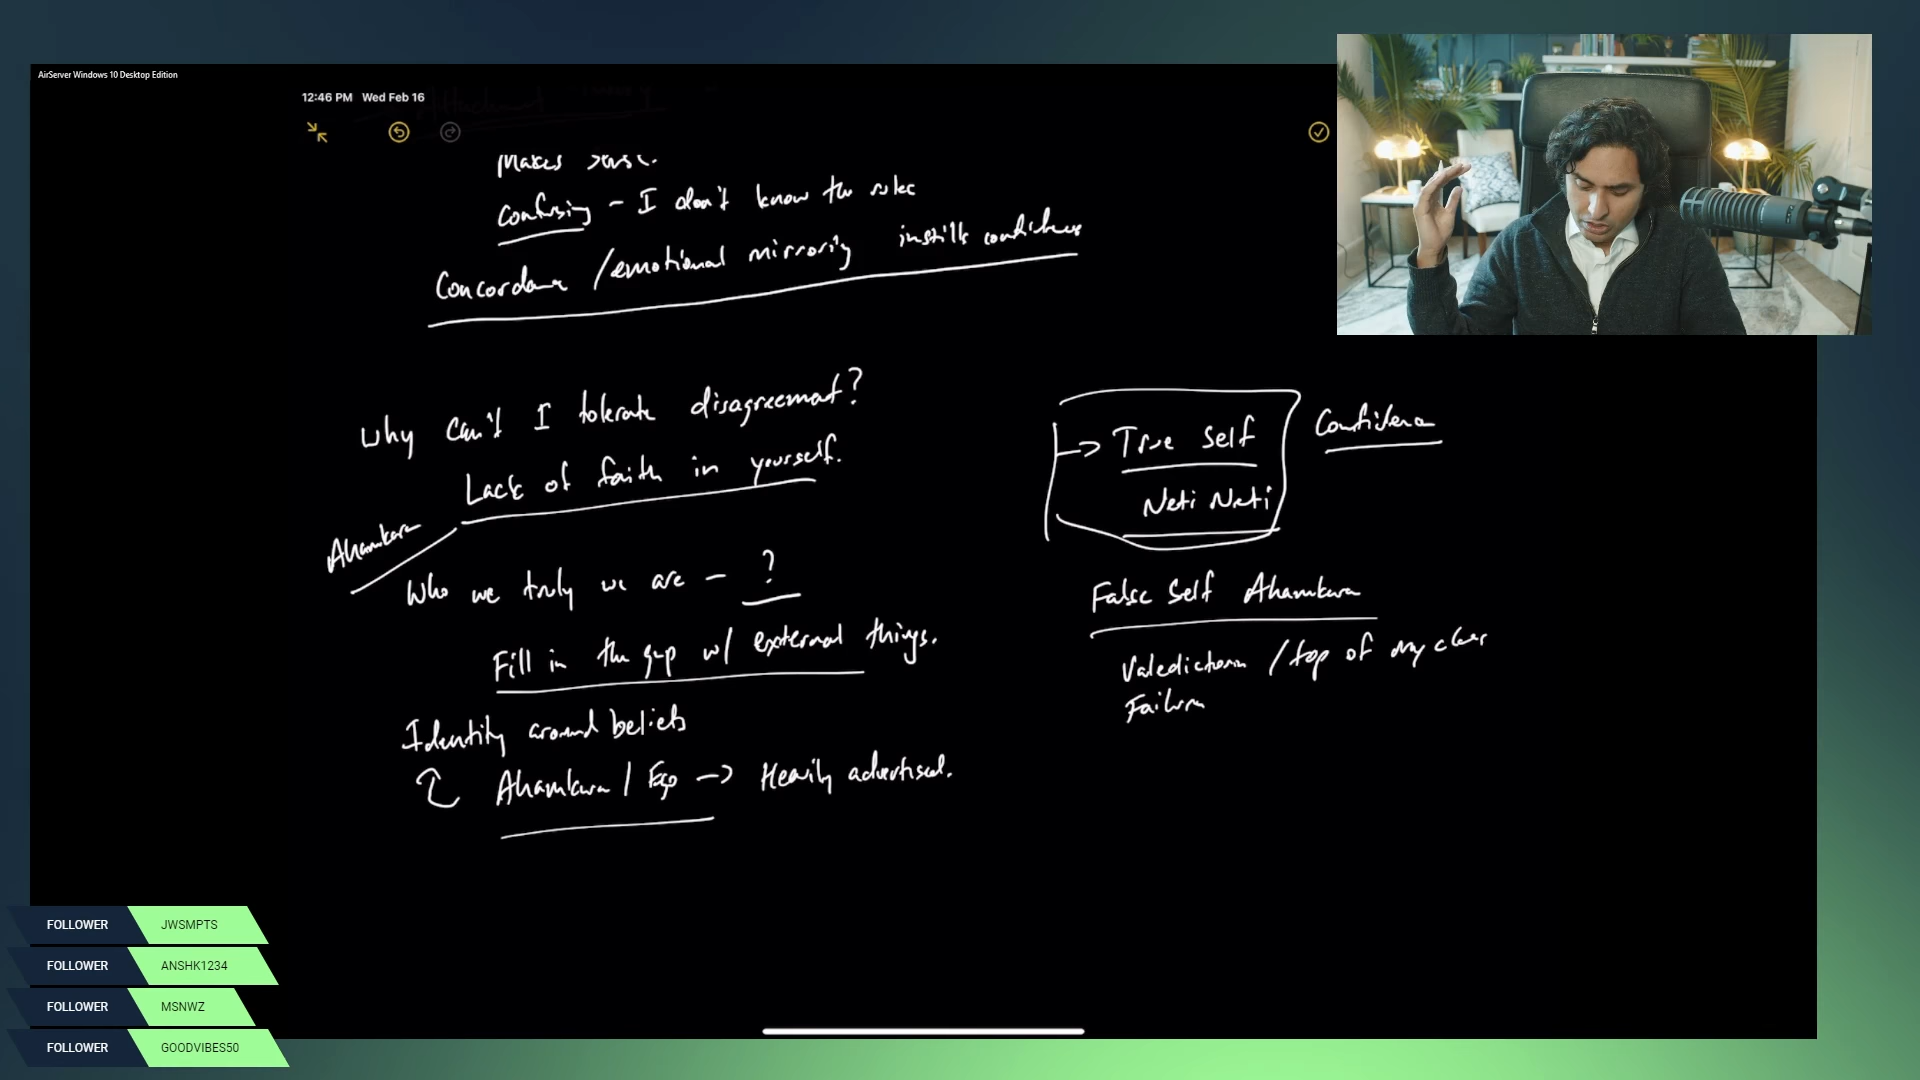 AirServer Windows 10 Desktop Edition
12:46 PM Wed Feb 16
Makes sense.
Confusing - I don't know the rules
Concordance / emotional mirroring instills confidence
Why can't I tolerate disagreement?
Lack of faith in yourself.
Ahamkara
Who we truly we are - ?
Fill in the gap w/ external things.
Identity around beliefs
Ahamkara / Ego -> Heavily advertised.
-> True Self
Confidence
Neti Neti
False Self Ahamkara
Valedictorian / top of my class
Failure
FOLLOWER JWSMPTS
FOLLOWER ANSHK1234
FOLLOWER MSNWZ
FOLLOWER GOODVIBES50